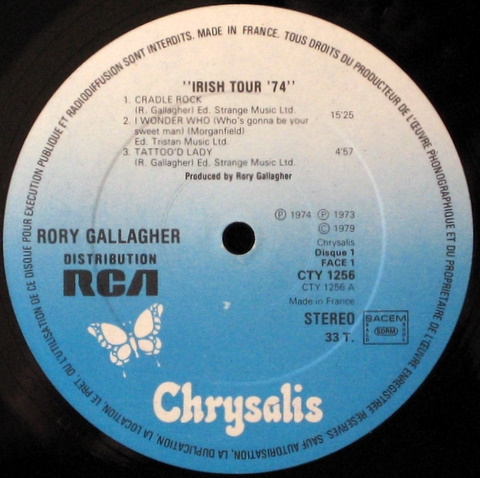 EXÉCUTION PUBLIQUE ET RADIODIFFUSION SONT INTERDITS. MADE IN FRANCE. TOUS DROITS DU PRODUCTEUR DE L'ŒUVRE PHONOGRAPHIQUE ET DU PROPRIÉTAIRE DE L'ŒUVRE ENREGISTRÉE RÉSERVÉS. SAUF AUTORISATION, LA DUPLICATION, LA LOCATION, LE PRÊT OU L'UTILISATION DE CE DISQUE POUR
"IRISH TOUR '74"
1. CRADLE ROCK
(R. Gallagher) Ed. Strange Music Ltd.
15'25
2. I WONDER WHO (Who's gonna be your
sweet man) (Morganfield)
Ed. Tristan Music Ltd.
3. TATTOO'D LADY
4'57
(R. Gallagher) Ed. Strange Music Ltd.
Produced by Rory Gallagher
RORY GALLAGHER
DISTRIBUTION
RCA
℗ 1974 ℗ 1973
© 1979
Chrysalis
Disque 1
FACE 1
CTY 1256
CTY 1256 A
Made in France
STEREO
33 T.
SACEM
SDRM
Chrysalis